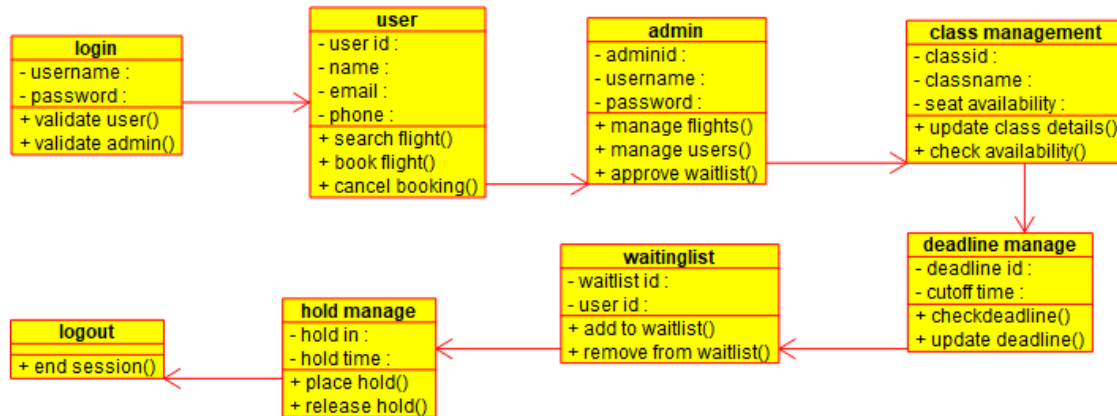 login
- username :
- password :
+ validate user()
+ validate admin()
user
- user id :
- name :
- email :
- phone :
+ search flight()
+ book flight()
+ cancel booking()
admin
- adminid :
- username :
- password :
+ manage flights()
+ manage users()
+ approve waitlist()
class management
- classid :
- classname :
- seat availability :
+ update class details()
+ check availability()
deadline manage
- deadline id :
- cutoff time :
+ checkdeadline()
+ update deadline()
waitinglist
- waitlist id :
- user id :
+ add to waitlist()
+ remove from waitlist()
hold manage
- hold in :
- hold time :
+ place hold()
+ release hold()
logout
+ end session()